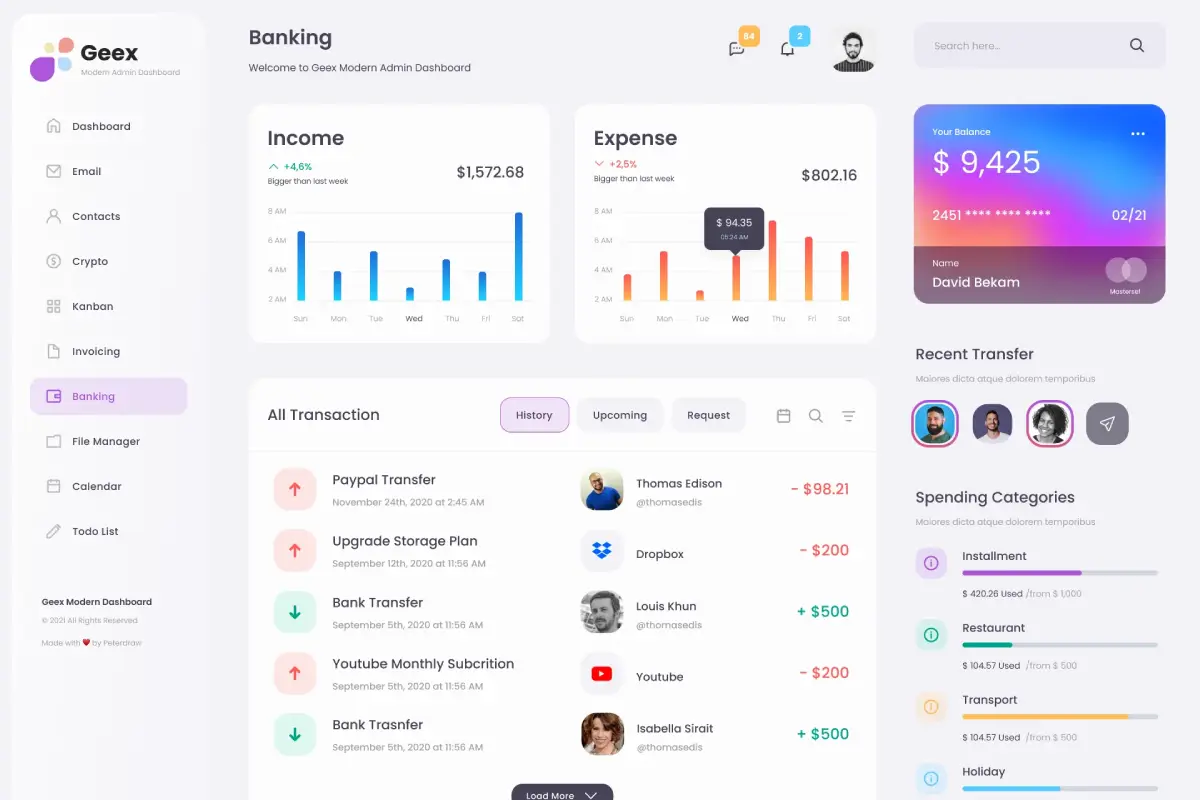 Geex
Modern Admin Dashboard
Dashboard
Email
Contacts
Crypto
Kanban
Invoicing
Banking
File Manager
Calendar
Todo List
Geex Modern Dashboard
© 2021 All Rights Reserved
Made with ❤ by Peterdraw
Banking
Welcome to Geex Modern Admin Dashboard
84
2
Search here...
Income
+4,6%
Bigger than last week
$1,572.68
8 AM
6 AM
4 AM
2 AM
Sun Mon Tue Wed Thu Fri Sat
Expense
+2,5%
Bigger than last week
$802.16
$ 94.35
05:24 AM
8 AM
6 AM
4 AM
2 AM
Sun Mon Tue Wed Thu Fri Sat
Your Balance
$ 9,425
2451 **** **** ****
02/21
Name
David Bekam
Mastersef
All Transaction
History
Upcoming
Request
Paypal Transfer
November 24th, 2020 at 2:45 AM
Thomas Edison
@thomasedis
- $98.21
Upgrade Storage Plan
September 12th, 2020 at 11:56 AM
Dropbox
- $200
Bank Transfer
September 5th, 2020 at 11:56 AM
Louis Khun
@thomasedis
+ $500
Youtube Monthly Subcrition
September 5th, 2020 at 11:56 AM
Youtube
- $200
Bank Trasnfer
September 5th, 2020 at 11:56 AM
Isabella Sirait
@thomasedis
+ $500
Load More
Recent Transfer
Maiores dicta atque dolorem temporibus
Spending Categories
Maiores dicta atque dolorem temporibus
Installment
$ 420.26 Used /from $ 1,000
Restaurant
$ 104.57 Used /from $ 500
Transport
$ 104.57 Used /from $ 500
Holiday